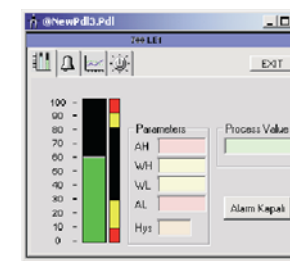 @NewPdl3.Pdl
EXIT
100
90
80
70
60
50
40
30
20
10
0
Parameters
AH
WH
WL
AL
Hys
Process Value
Alarm Kapalı